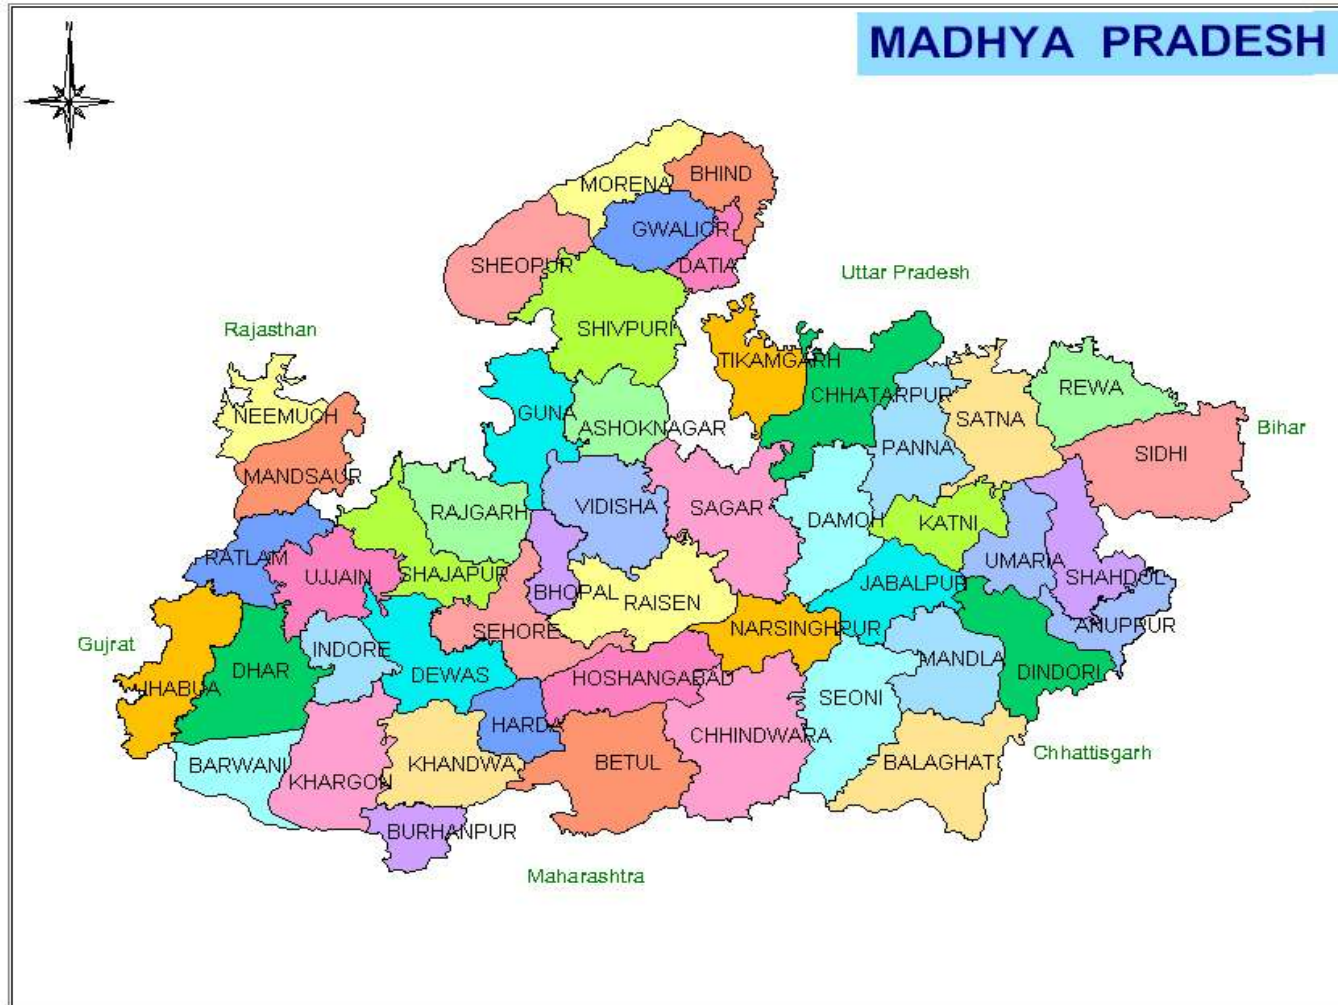 MADHYA PRADESH
N
BHIND
MORENA
GWALIOR
SHEOPUR
DATIA
Uttar Pradesh
Rajasthan
SHIVPURI
TIKAMGARH
CHHATARPUR
REWA
NEEMUCH
GUNA
ASHOKNAGAR
SATNA
Bihar
PANNA
SIDHI
MANDSAUR
RAJGARH
VIDISHA
SAGAR
DAMOH
KATNI
RATLAM
UJJAIN
SHAJAPUR
BHOPAL
RAISEN
JABALPUR
UMARIA
SHAHDOL
ANUPPUR
Gujrat
INDORE
SEHORE
NARSINGHPUR
MANDLA
DINDORI
DHAR
DEWAS
HOSHANGABAD
JHABUA
SEONI
HARDA
CHHINDWARA
Chhattisgarh
BARWANI
KHARGON
KHANDWA
BETUL
BALAGHAT
BURHANPUR
Maharashtra